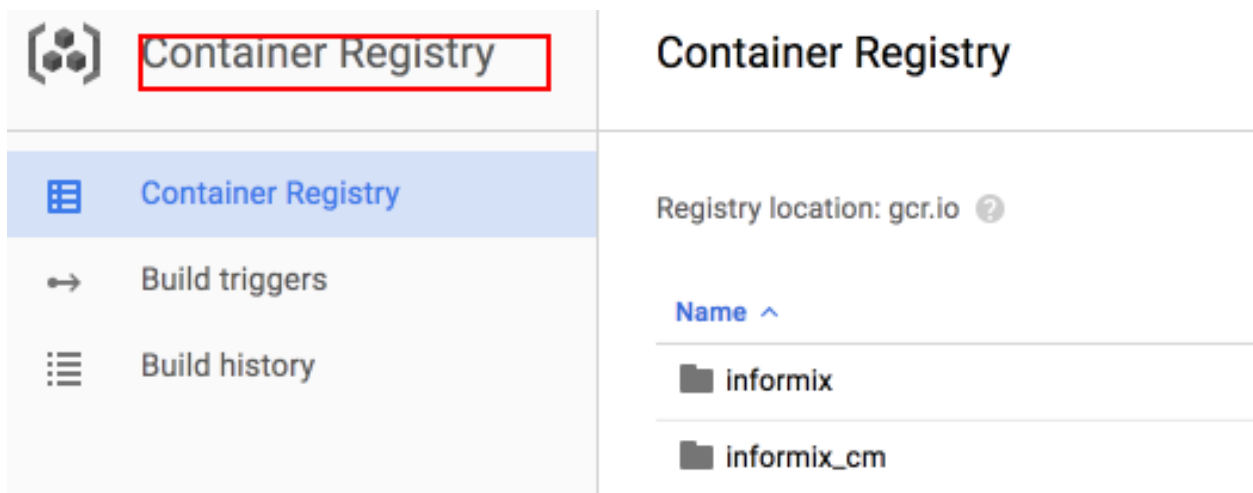 Container Registry
Container Registry
Build triggers
Build history
Container Registry
Registry location: gcr.io
Name
informix
informix_cm